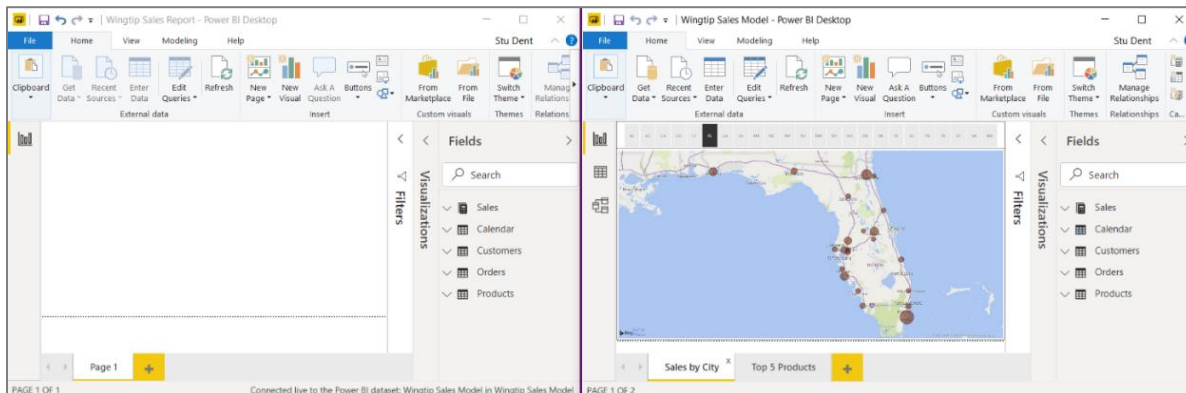 Wingtip Sales Report - Power BI Desktop
File Home View Modeling Help Stu Dent
Clipboard
Get Data
Recent Sources
Enter Data
Edit Queries
Refresh
New Page
New Visual
Ask A Question
Buttons
From Marketplace
From File
Switch Theme
Manag
Relations
External data Insert Custom visuals Themes Relations
Filters
Visualizations
Fields
Search
Sales
Calendar
Customers
Orders
Products
Page 1
PAGE 1 OF 1 Connected live to the Power BI dataset: Wingtip Sales Model in Wingtip Sales Model
Wingtip Sales Model - Power BI Desktop
File Home View Modeling Help Stu Dent
Clipboard
Get Data
Recent Sources
Enter Data
Edit Queries
Refresh
New Page
New Visual
Ask A Question
Buttons
From Marketplace
From File
Switch Theme
Manage Relationships
External data Insert Custom visuals Themes Relationships Ca...
Filters
Visualizations
Fields
Search
Sales
Calendar
Customers
Orders
Products
Sales by City x Top 5 Products
PAGE 1 OF 2